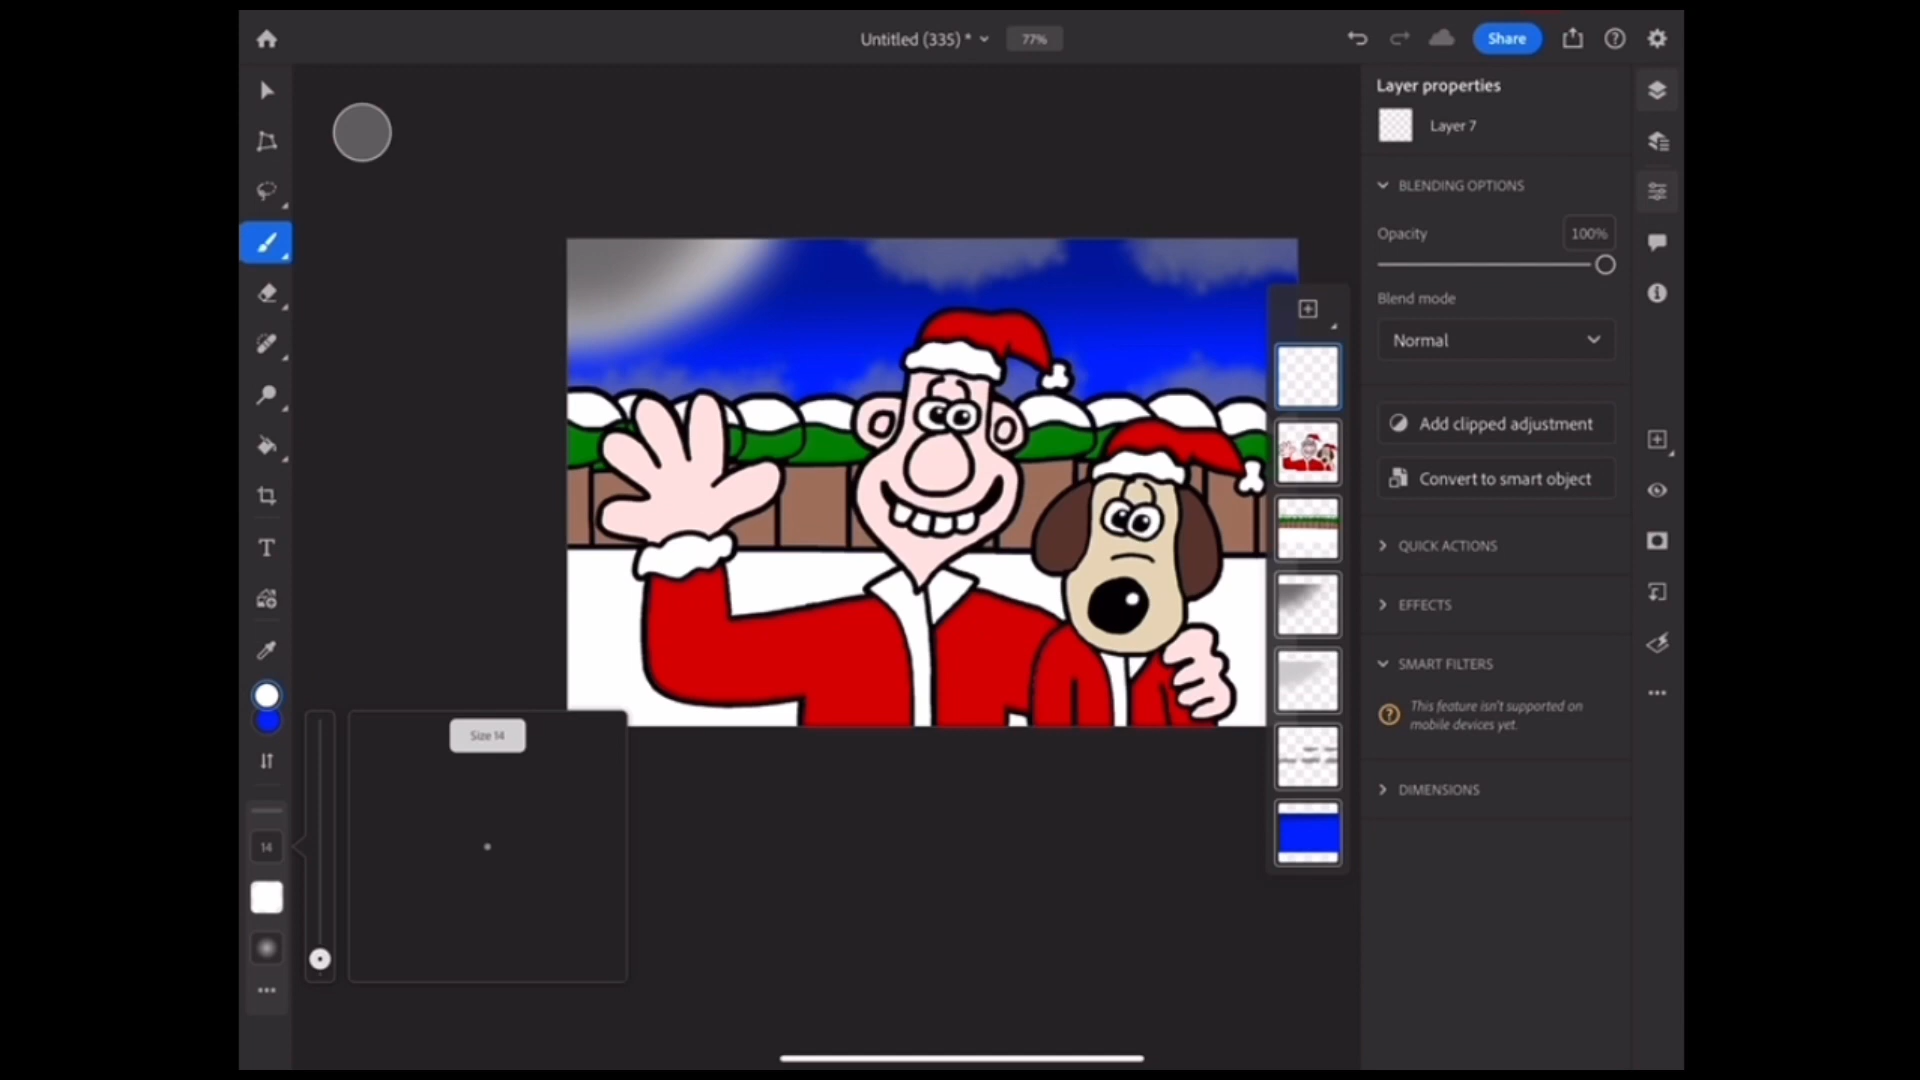 Untitled (335) *
77%
Share
Layer properties
Layer 7
BLENDING OPTIONS
Opacity
100%
Blend mode
Normal
Add clipped adjustment
Convert to smart object
QUICK ACTIONS
EFFECTS
SMART FILTERS
This feature isn't supported on
mobile devices yet.
DIMENSIONS
Size 14
14